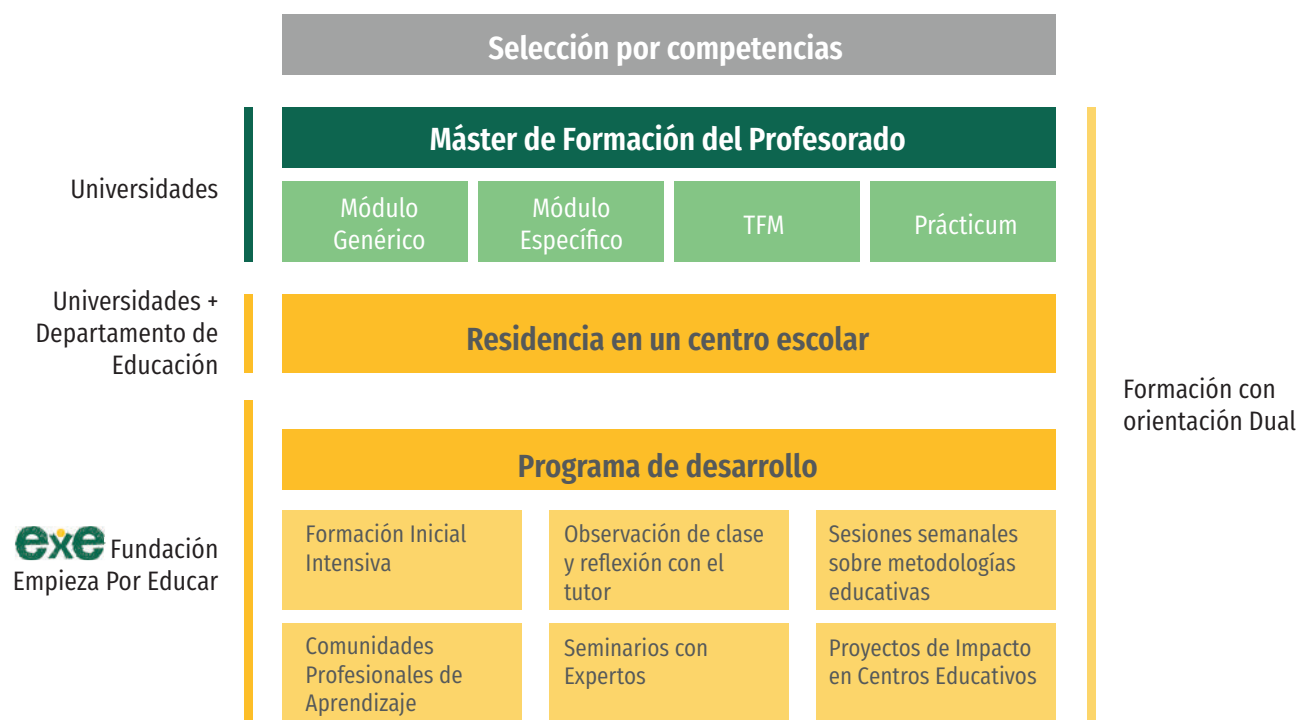 Selección por competencias
Universidades
Máster de Formación del Profesorado
Módulo
Genérico
Módulo
Específico
TFM
Prácticum
Universidades +
Departamento de
Educación
Residencia en un centro escolar
Formación con
orientación Dual
Programa de desarrollo
exe Fundación
Empieza Por Educar
Formación Inicial
Intensiva
Observación de clase
y reflexión con el
tutor
Sesiones semanales
sobre metodologías
educativas
Comunidades
Profesionales de
Aprendizaje
Seminarios con
Expertos
Proyectos de Impacto
en Centros Educativos